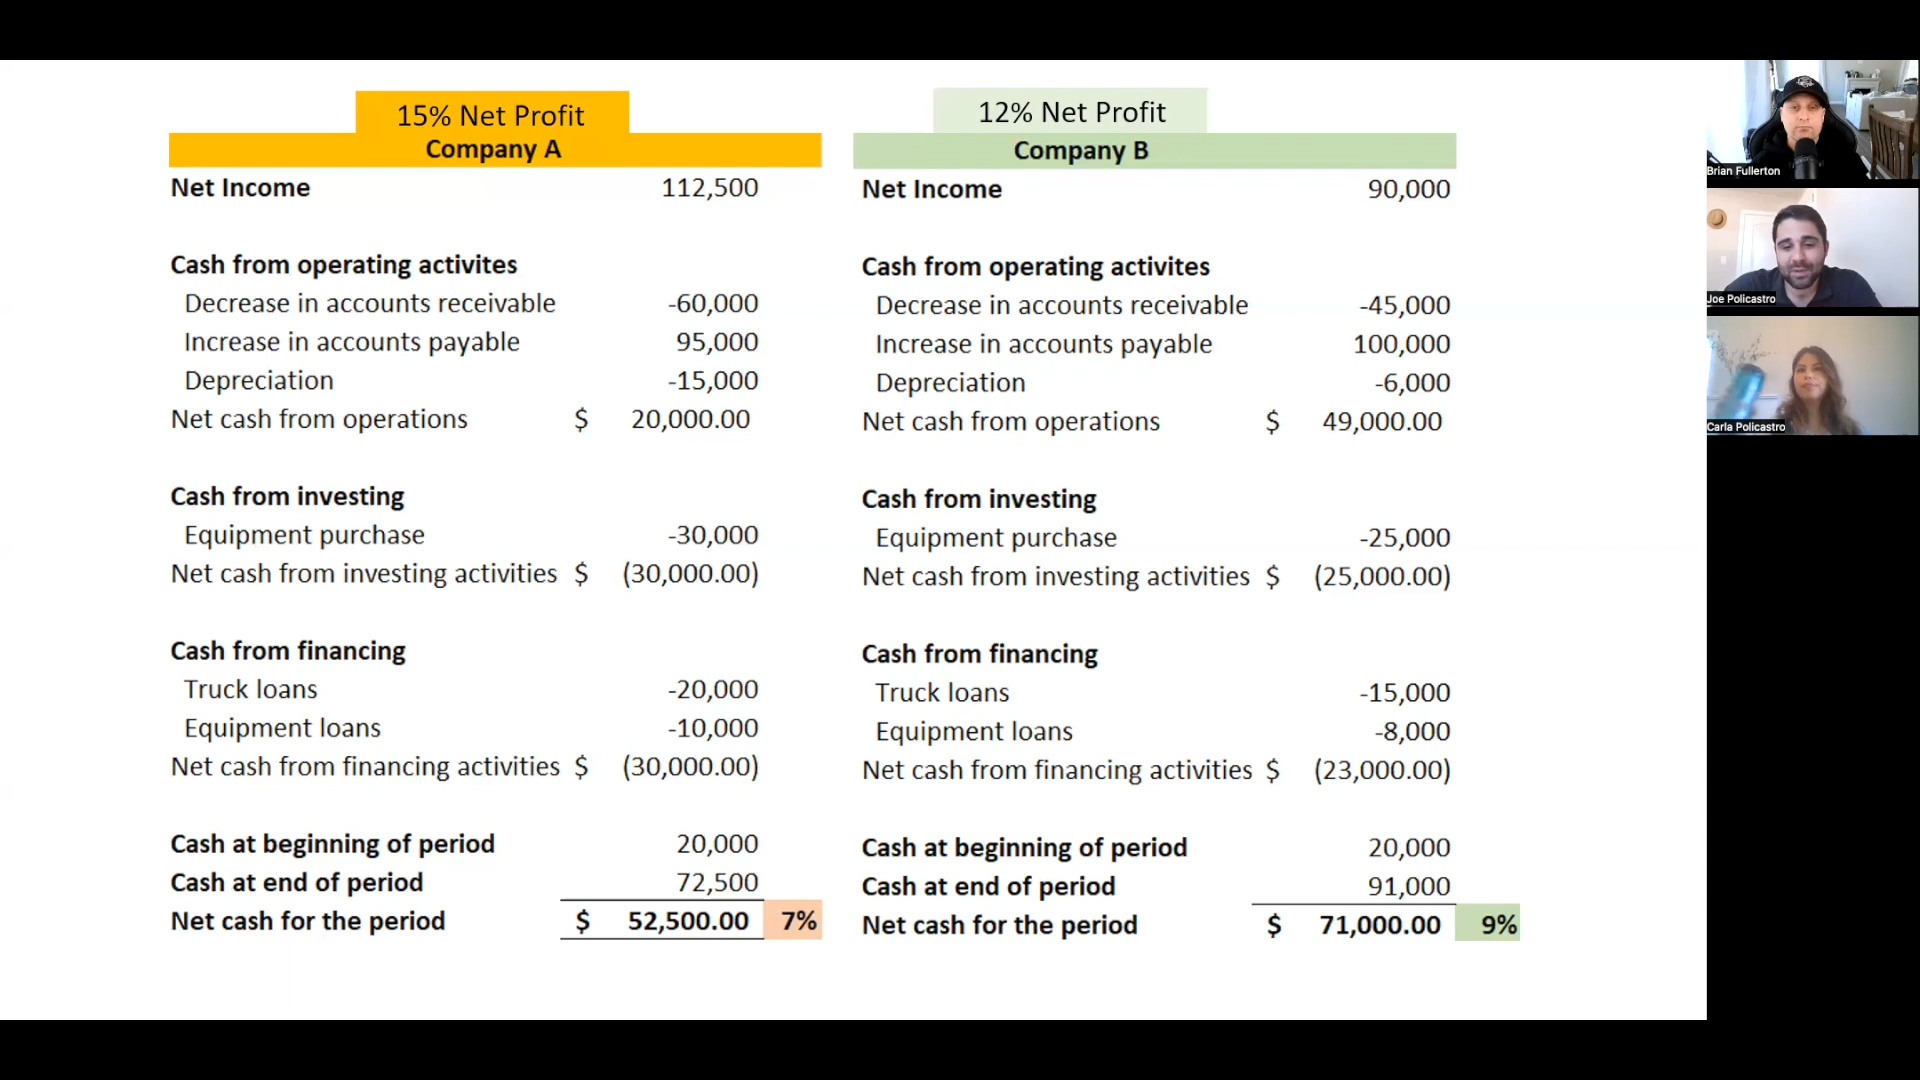 15% Net Profit
Company A
Net Income 112,500
Cash from operating activites
Decrease in accounts receivable -60,000
Increase in accounts payable 95,000
Depreciation -15,000
Net cash from operations $ 20,000.00
Cash from investing
Equipment purchase -30,000
Net cash from investing activities $ (30,000.00)
Cash from financing
Truck loans -20,000
Equipment loans -10,000
Net cash from financing activities $ (30,000.00)
Cash at beginning of period 20,000
Cash at end of period 72,500
Net cash for the period $ 52,500.00 7%
12% Net Profit
Company B
Net Income 90,000
Cash from operating activites
Decrease in accounts receivable -45,000
Increase in accounts payable 100,000
Depreciation -6,000
Net cash from operations $ 49,000.00
Cash from investing
Equipment purchase -25,000
Net cash from investing activities $ (25,000.00)
Cash from financing
Truck loans -15,000
Equipment loans -8,000
Net cash from financing activities $ (23,000.00)
Cash at beginning of period 20,000
Cash at end of period 91,000
Net cash for the period $ 71,000.00 9%
Brian Fullerton
Joe Policastro
Carla Policastro